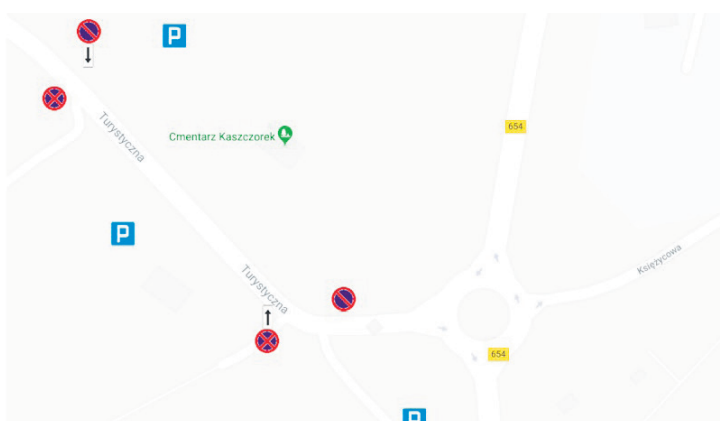 P
Turystyczna
Cmentarz Kaszczorek
654
P
Turystyczna
Księżycowa
654
P